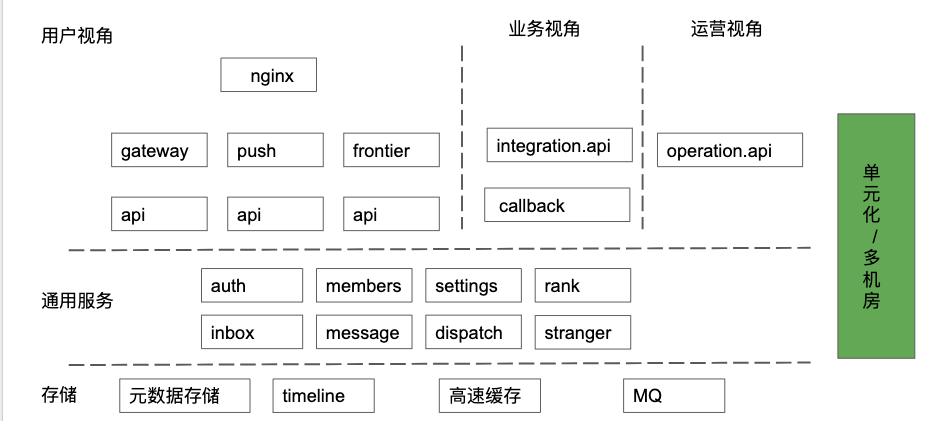 用户视角
业务视角
运营视角
nginx
gateway
push
frontier
integration.api
operation.api
api
api
api
callback
通用服务
auth
members
settings
rank
inbox
message
dispatch
stranger
存储
元数据存储
timeline
高速缓存
MQ
单元化/多机房